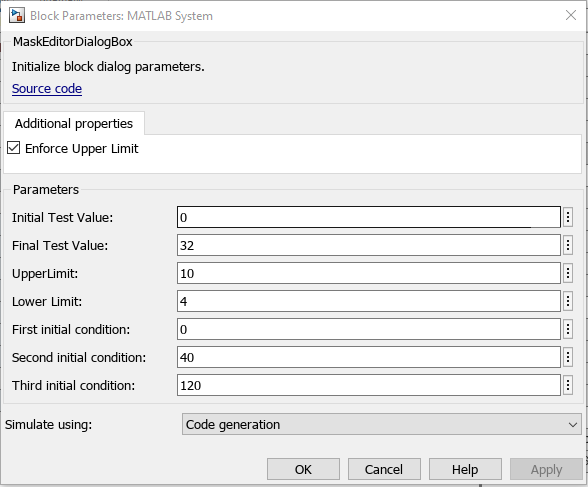 Block Parameters: MATLAB System
MaskEditorDialogBox
Initialize block dialog parameters.
Source code
Additional properties
Enforce Upper Limit
Parameters
Initial Test Value: 0
Final Test Value: 32
UpperLimit: 10
Lower Limit: 4
First initial condition: 0
Second initial condition: 40
Third initial condition: 120
Simulate using: Code generation
OK Cancel Help Apply